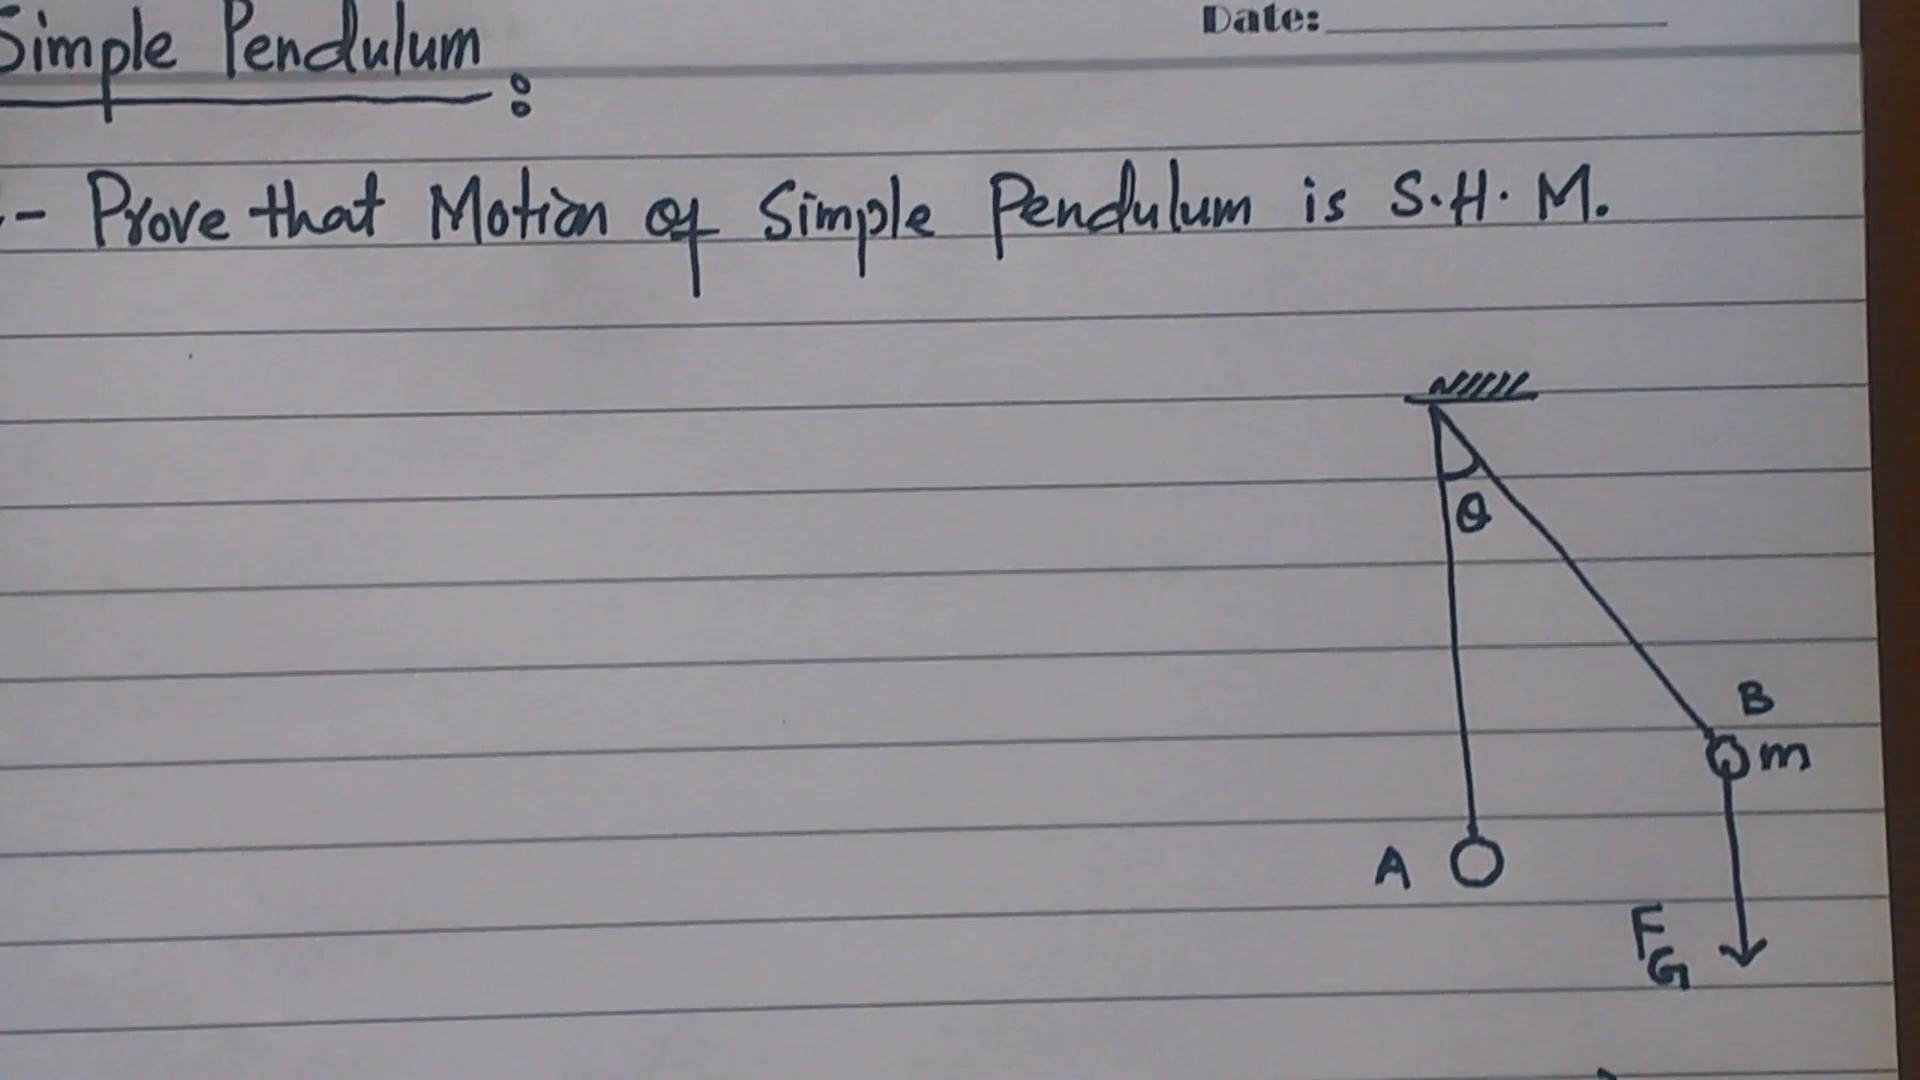 Date:
Simple Pendulum :
- Prove that Motion of Simple Pendulum is S.H.M.
θ
B
m
A
FG